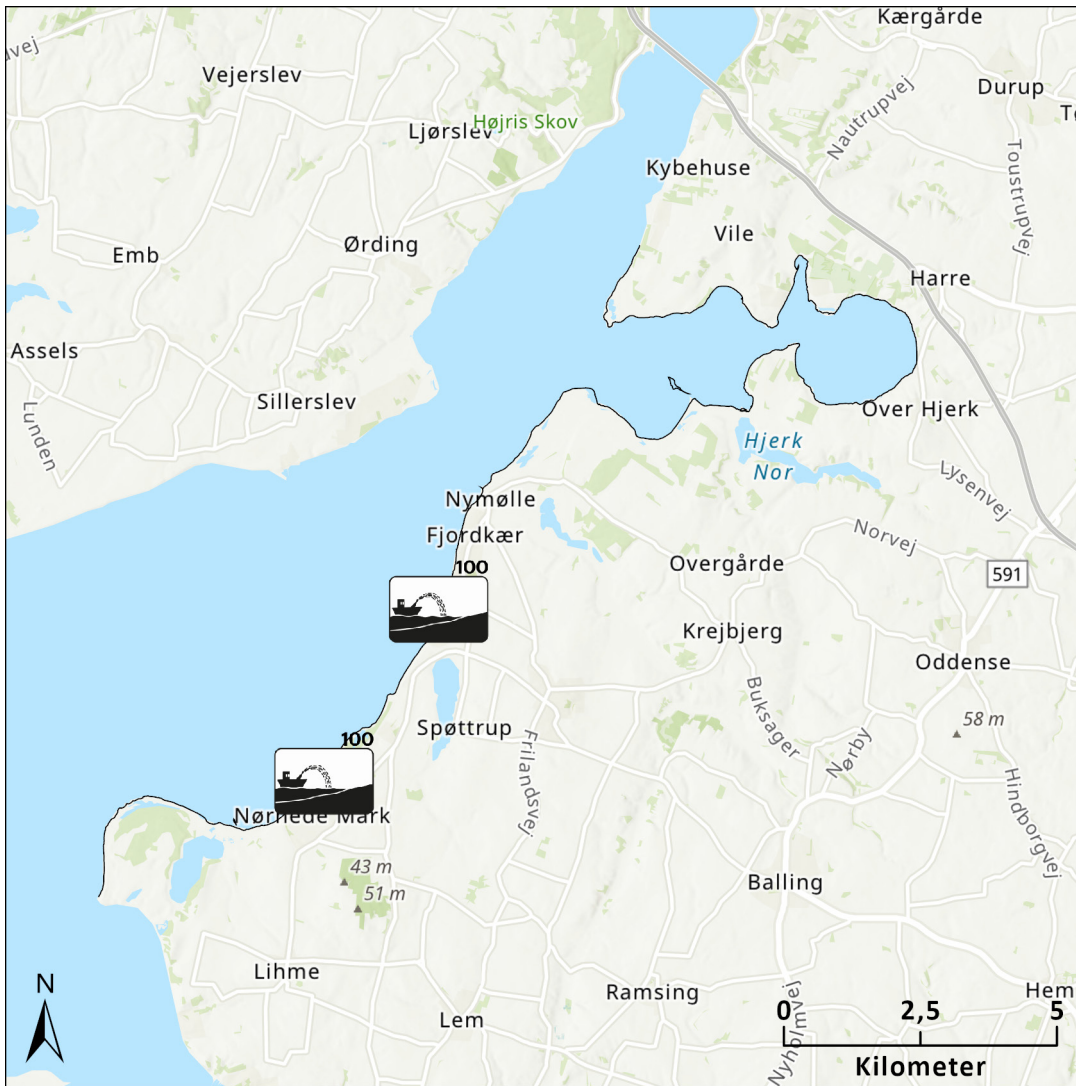 Kærgårde
Vejerslev
Durup
Ljørslev
Højris Skov
Nautrupvej
Kybehuse
Toustrupvej
Vile
Ørding
Emb
Harre
Assels
Sillerslev
Over Hjerk
Lunden
Hjerk
Nor
Lysenvej
Nymølle
Fjordkær
Norvej
100
Overgårde
591
Krejbjerg
Oddense
Buksager
Spøttrup
58 m
100
Frilandsvej
Nørby
Hindborgvej
Nørhede Mark
43 m
51 m
Balling
Lihme
Ramsing
Hem
N
Lem
Nyholmvej
0 2,5 5
Kilometer